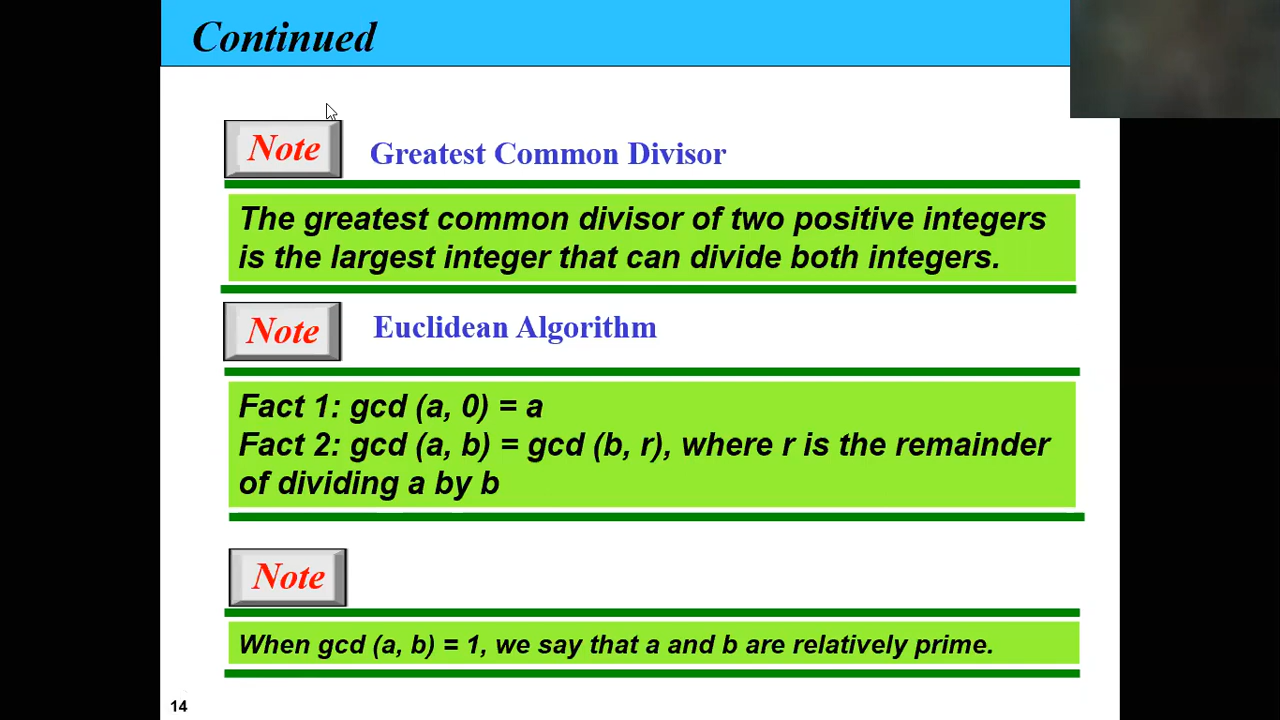 Continued
Note
Greatest Common Divisor
The greatest common divisor of two positive integers
is the largest integer that can divide both integers.
Note
Euclidean Algorithm
Fact 1: gcd (a, 0) = a
Fact 2: gcd (a, b) = gcd (b, r), where r is the remainder
of dividing a by b
Note
When gcd (a, b) = 1, we say that a and b are relatively prime.
14